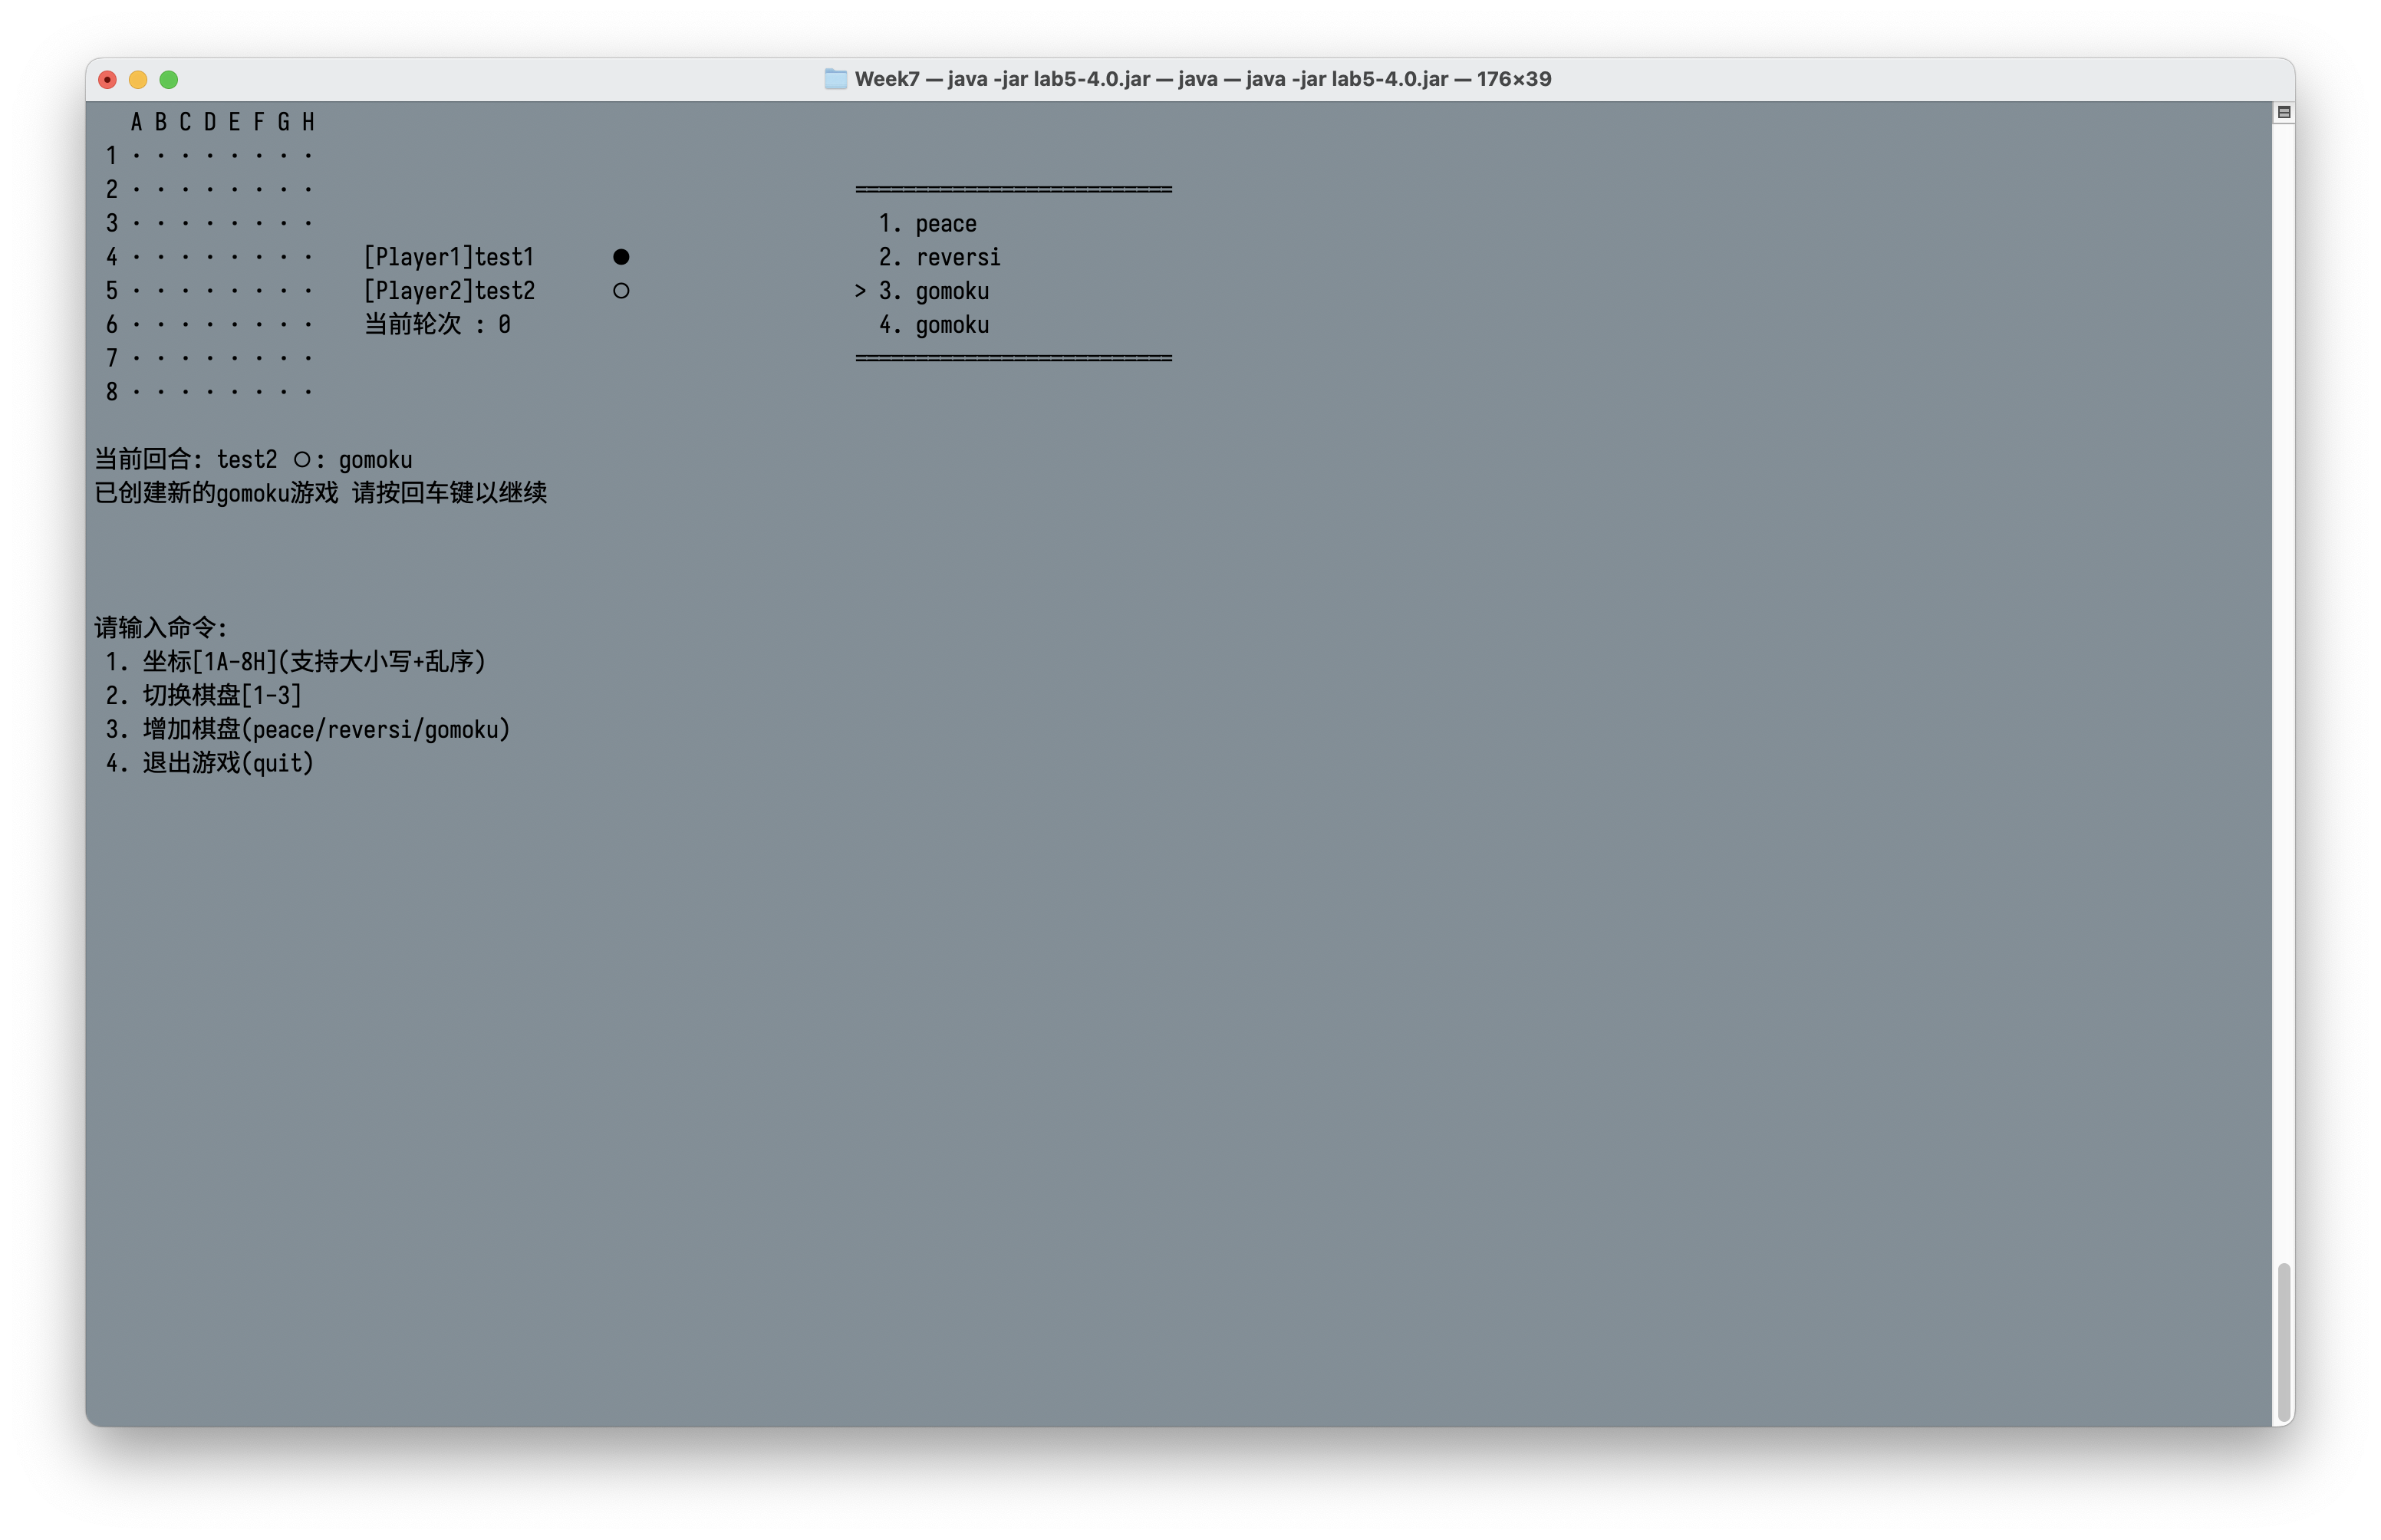 Week7 — java -jar lab5-4.0.jar — java — java -jar lab5-4.0.jar — 176×39
A B C D E F G H
1 · · · · · · · ·
2 · · · · · · · · ==========================
3 · · · · · · · · 1. peace
4 · · · · · · · · [Player1]test1 ● 2. reversi
5 · · · · · · · · [Player2]test2 ○ > 3. gomoku
6 · · · · · · · · 当前轮次 : 0 4. gomoku
7 · · · · · · · · ==========================
8 · · · · · · · ·
当前回合: test2 ○: gomoku
已创建新的gomoku游戏 请按回车键以继续
请输入命令:
1. 坐标[1A-8H](支持大小写+乱序)
2. 切换棋盘[1-3]
3. 增加棋盘(peace/reversi/gomoku)
4. 退出游戏(quit)